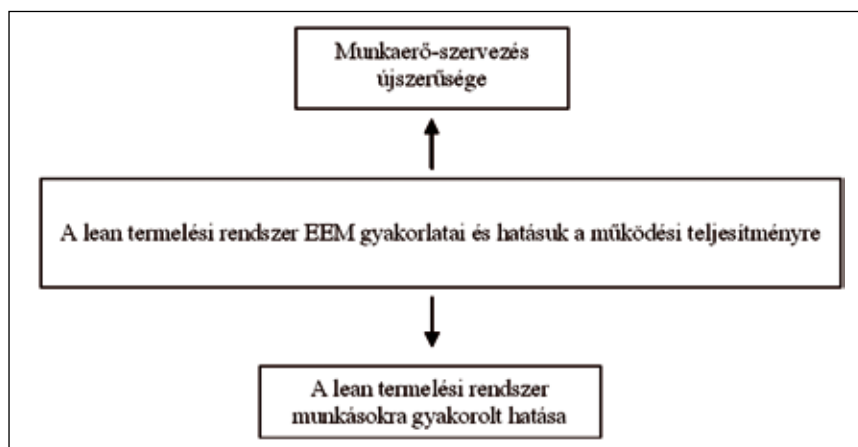 Munkaerő-szervezés
újszerűsége
A lean termelési rendszer EEM gyakorlatai és hatásuk a működési teljesítményre
A lean termelési rendszer
munkásokra gyakorolt hatása